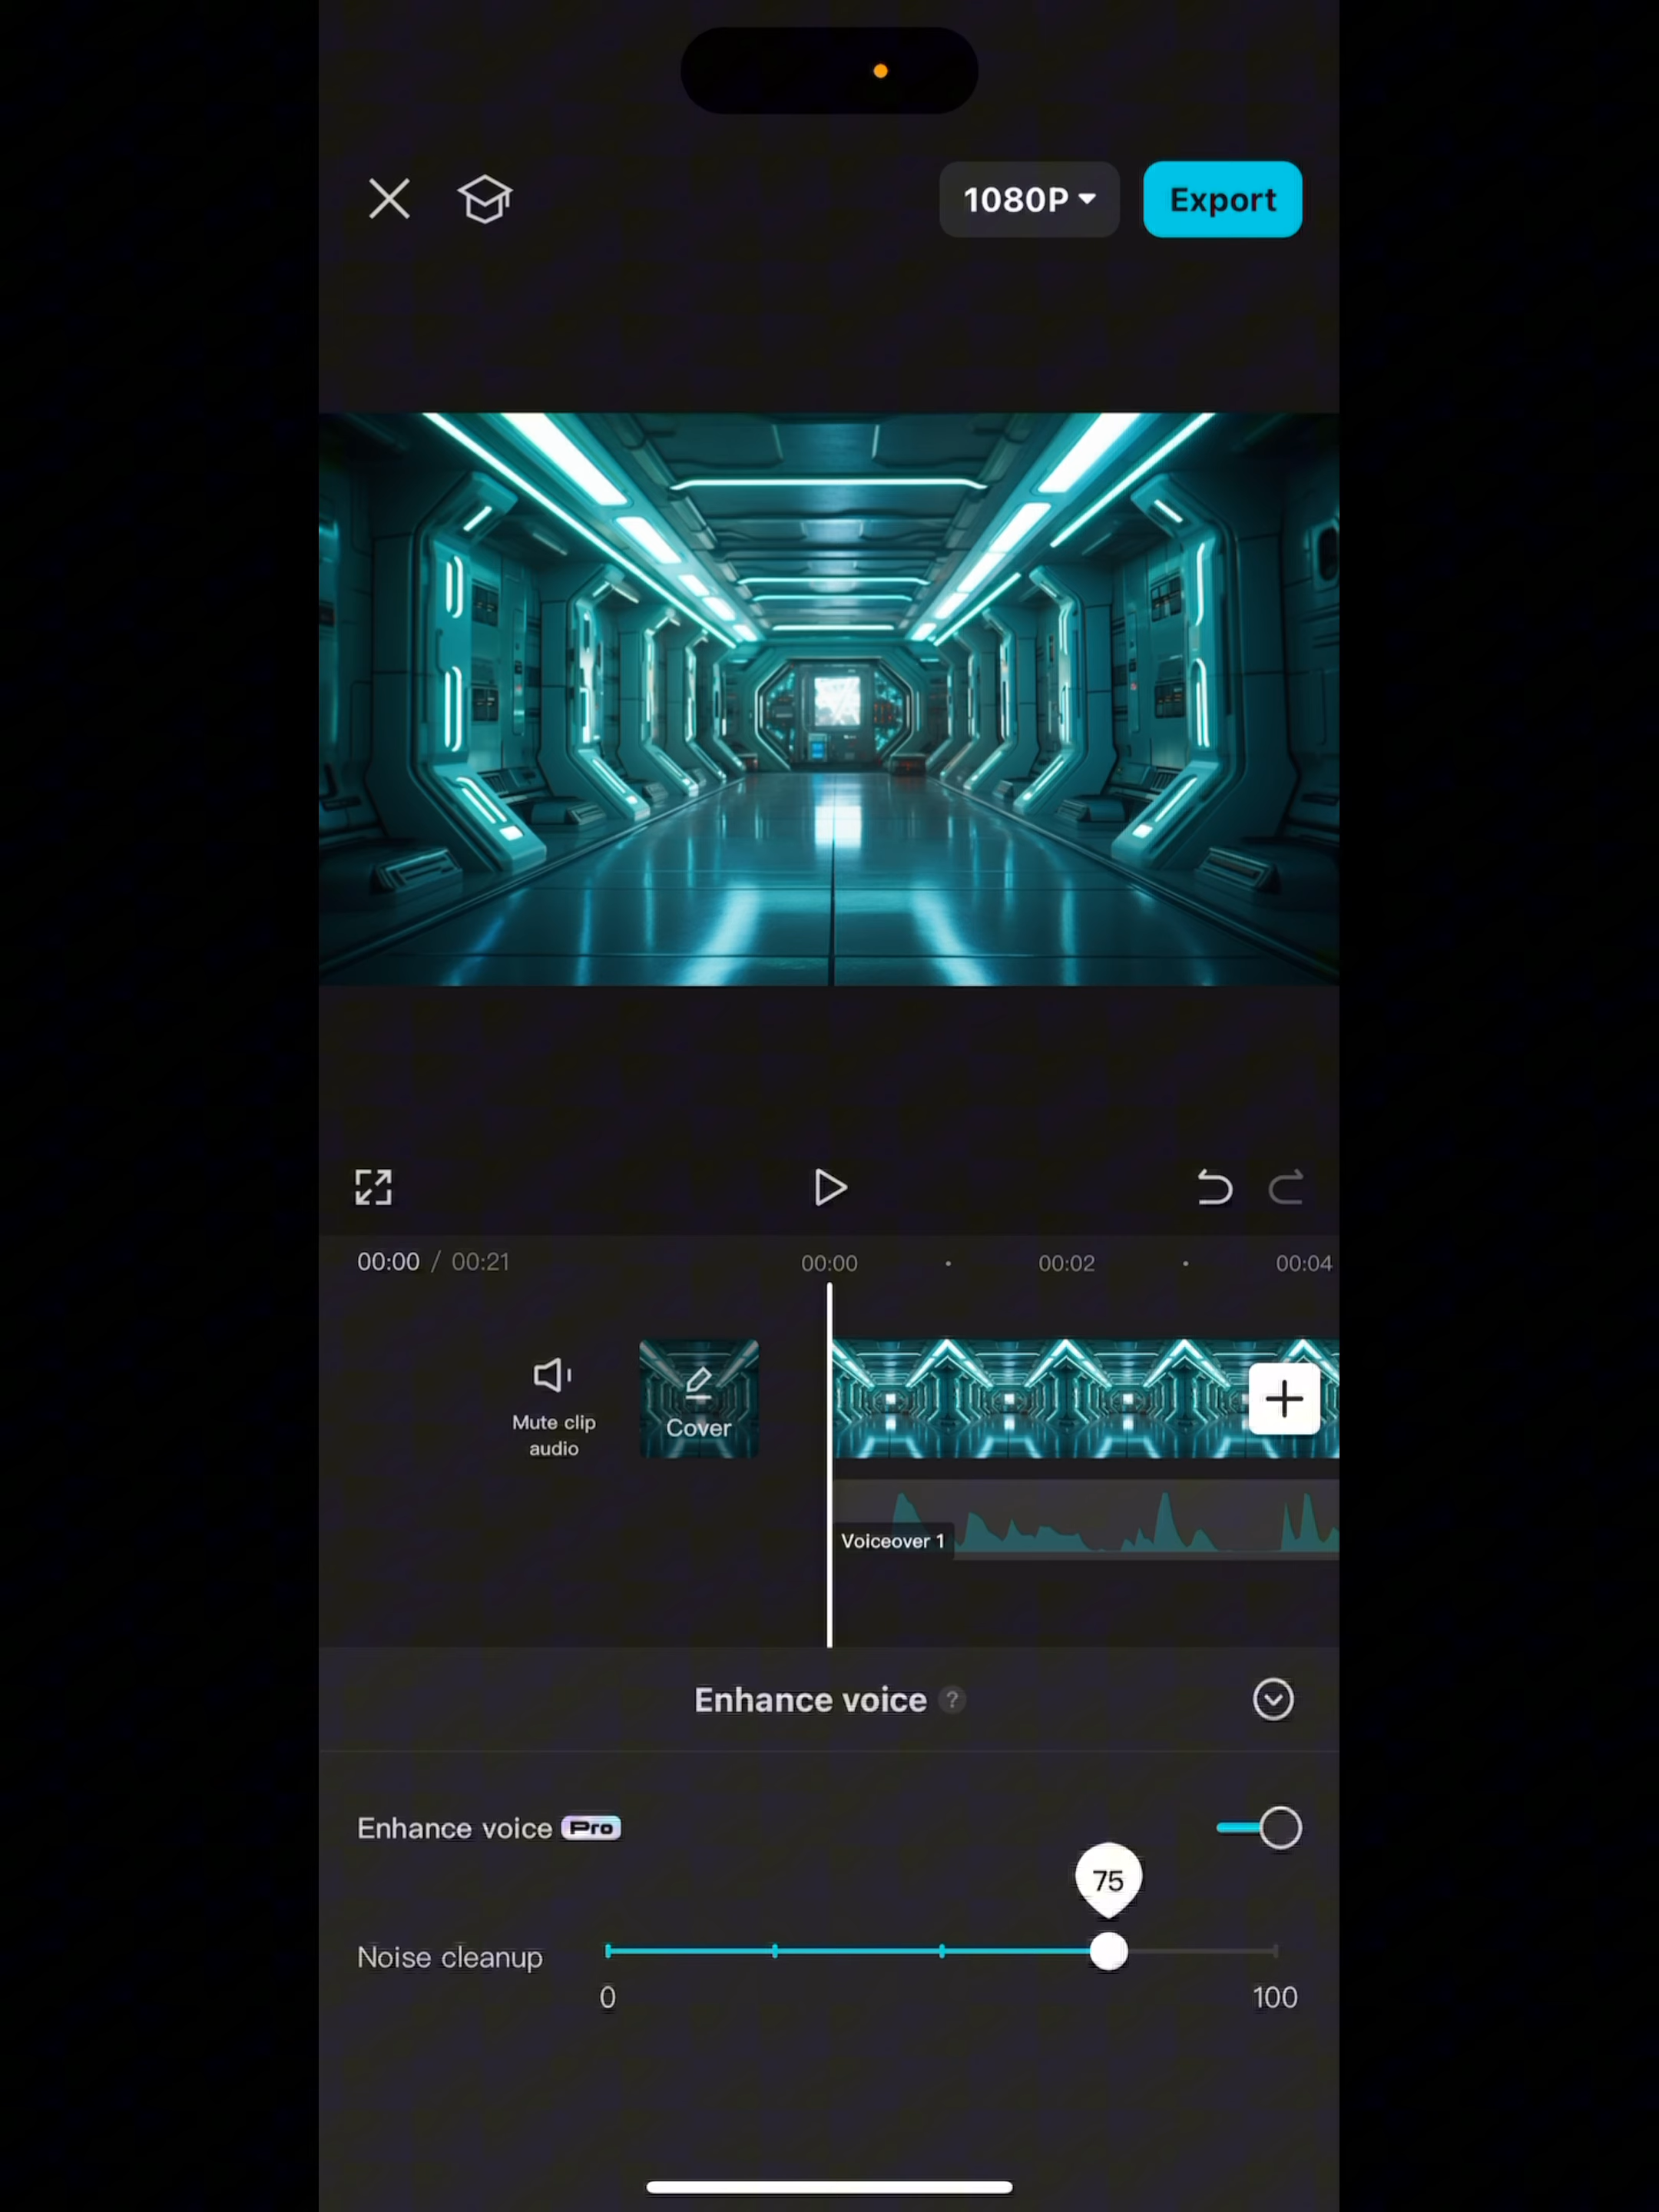 1080P
Export
00:00 / 00:21
00:00
00:02
00:04
Mute clip
audio
Cover
Voiceover 1
Enhance voice ?
Enhance voice Pro
75
Noise cleanup
0
100